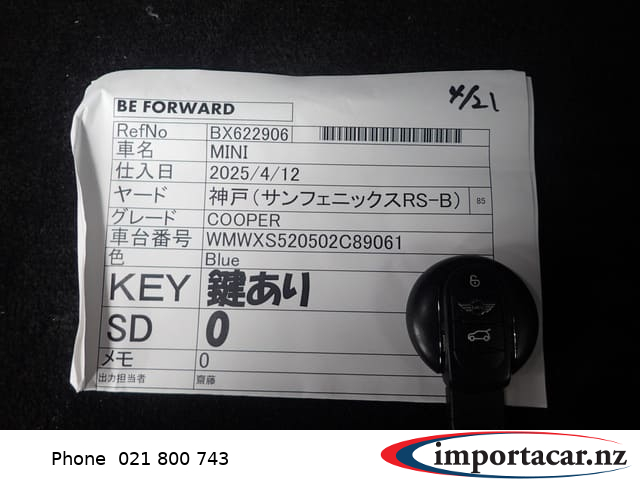 4/21
BE FORWARD
RefNo BX622906
車名 MINI
仕入日 2025/4/12
ヤード 神戸(サンフェニックスRS-B) 85
グレード COOPER
車台番号 WMWXS520502C89061
色 Blue
KEY 鍵あり
SD 0
メモ 0
出力担当者 齋藤
Phone 021 800 743
importacar.nz